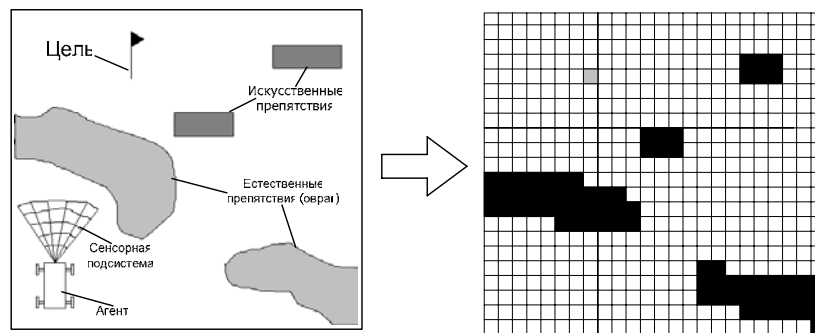 Цель
Искусственные
препятствия
Естественные
препятствия (овраг)
Сенсорная
подсистема
Агент